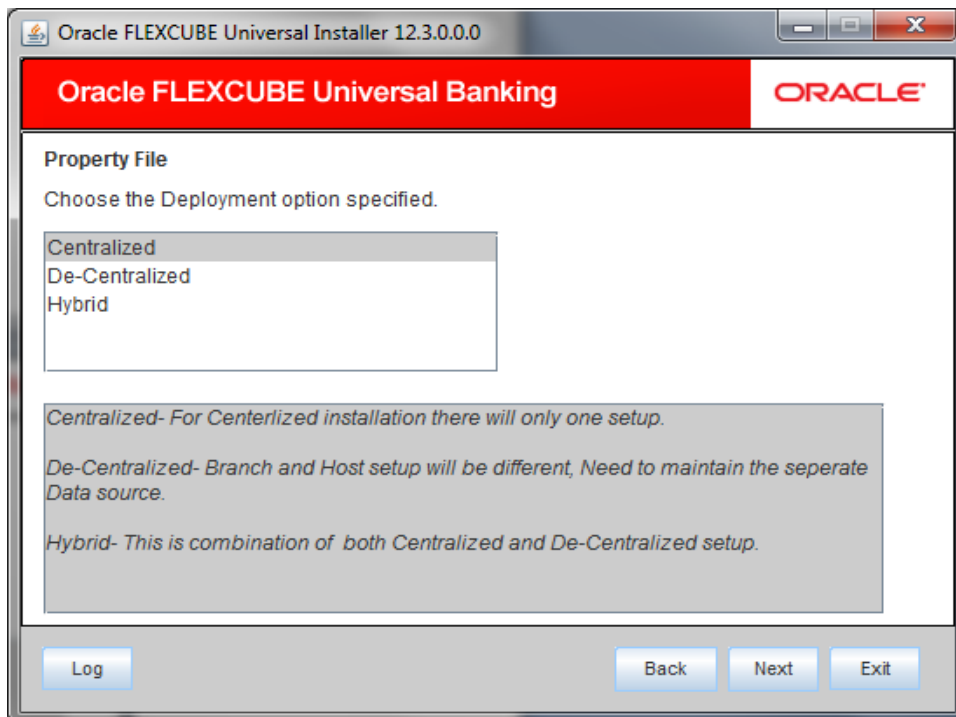 Oracle FLEXCUBE Universal Installer 12.3.0.0.0
Oracle FLEXCUBE Universal Banking
ORACLE
Property File
Choose the Deployment option specified.
Centralized
De-Centralized
Hybrid
Centralized- For Centerlized installation there will only one setup.
De-Centralized- Branch and Host setup will be different, Need to maintain the seperate
Data source.
Hybrid- This is combination of both Centralized and De-Centralized setup.
Log
Back
Next
Exit